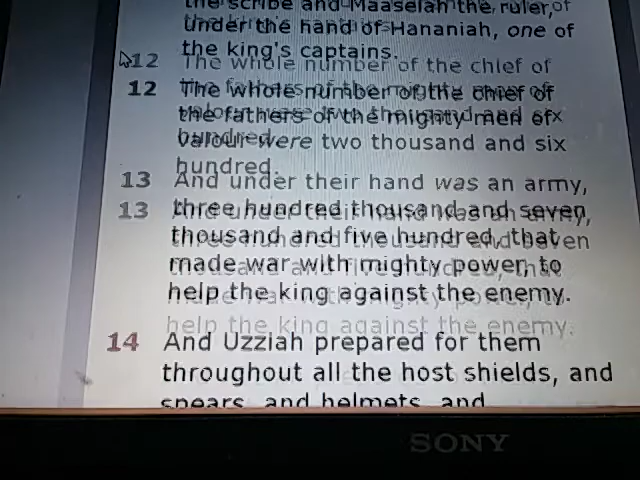 the scribe and Maaseiah the ruler,
under the hand of Hananiah, one of
the king's captains.
12 The whole number of the chief of
the fathers of the mighty men of
valour were two thousand and six
hundred.
13 And under their hand was an army,
three hundred thousand and seven
thousand and five hundred, that
made war with mighty power, to
help the king against the enemy.
14 And Uzziah prepared for them
throughout all the host shields, and
spears, and helmets, and
SONY